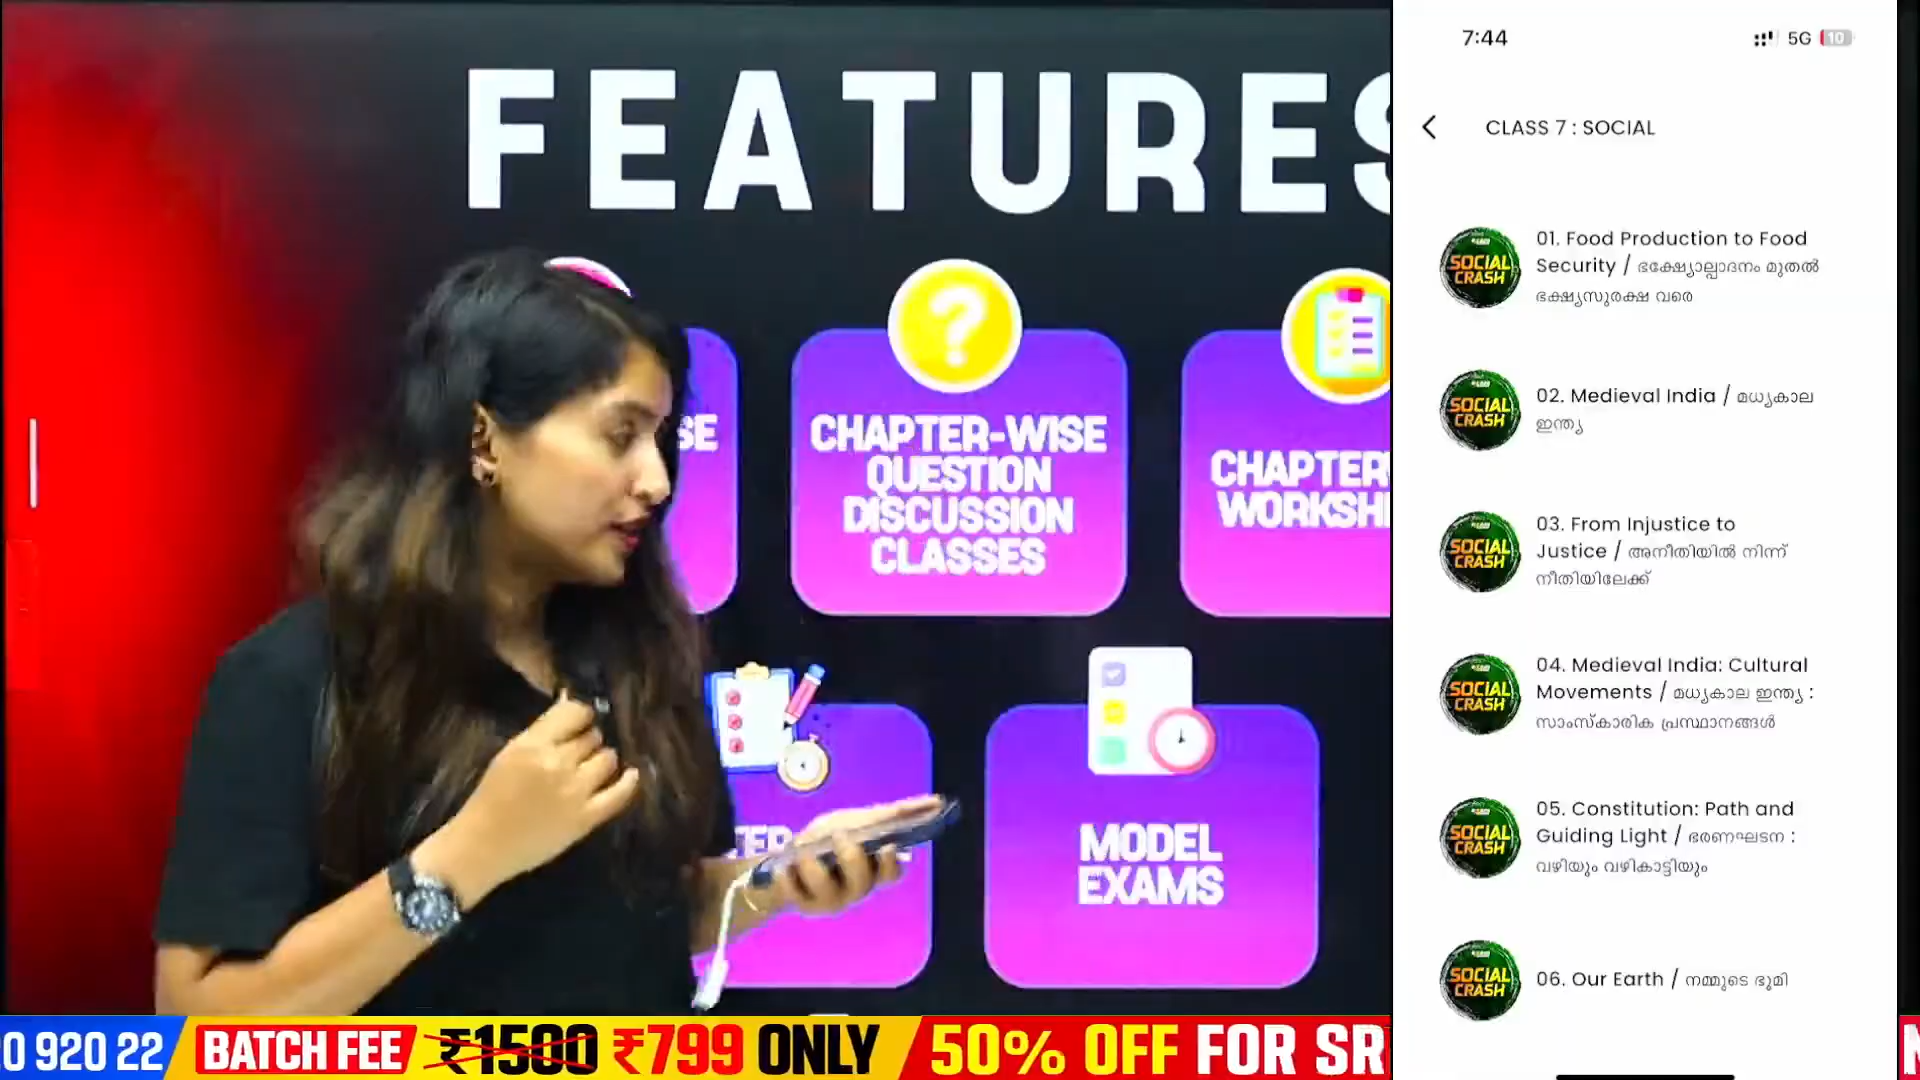 FEATURES
SE
CHAPTER-WISE
QUESTION
DISCUSSION
CLASSES
CHAPTER
WORKSH
MODEL
EXAMS
0 920 22
BATCH FEE
₹1500 ₹799 ONLY
50% OFF FOR SR
7:44
5G
10
CLASS 7 : SOCIAL
SOCIAL
CRASH
01. Food Production to Food
Security / ഭക്ഷ്യോല്പാദനം മുതൽ
ഭക്ഷ്യസുരക്ഷ വരെ
SOCIAL
CRASH
02. Medieval India / മധ്യകാല
ഇന്ത്യ
SOCIAL
CRASH
03. From Injustice to
Justice / അനീതിയിൽ നിന്ന്
നീതിയിലേക്ക്
SOCIAL
CRASH
04. Medieval India: Cultural
Movements / മധ്യകാല ഇന്ത്യ :
സാംസ്കാരിക പ്രസ്ഥാനങ്ങൾ
SOCIAL
CRASH
05. Constitution: Path and
Guiding Light / ഭരണഘടന :
വഴിയും വഴികാട്ടിയും
SOCIAL
CRASH
06. Our Earth / നമ്മുടെ ഭൂമി